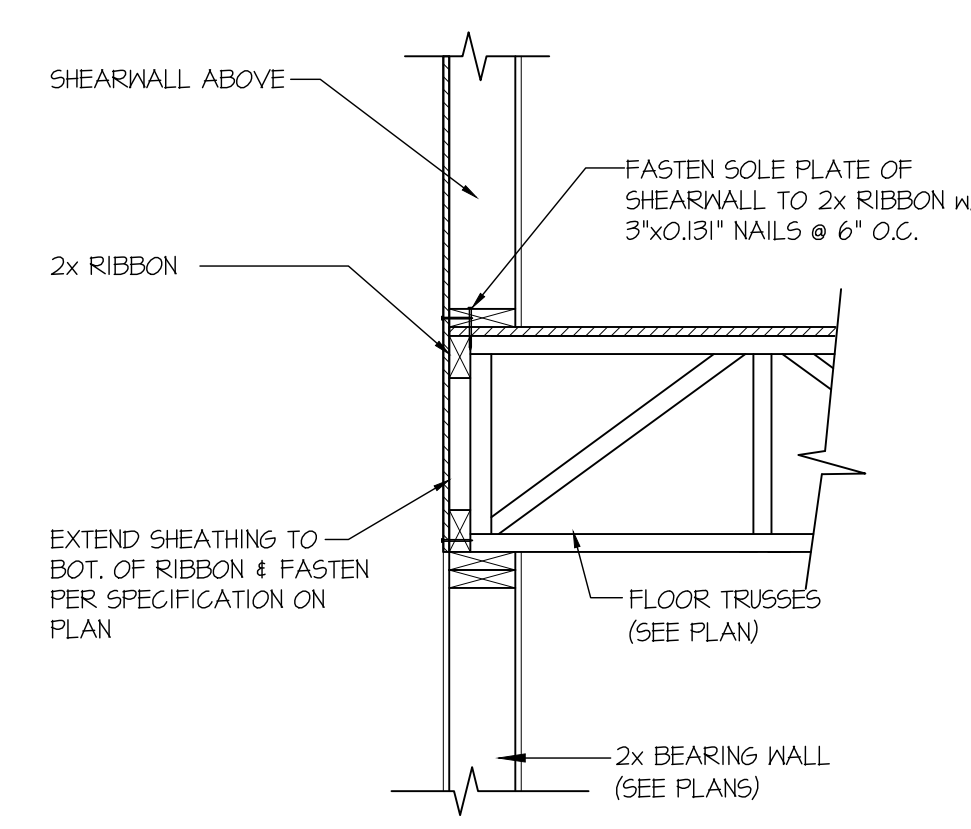 SHEARWALL ABOVE
FASTEN SOLE PLATE OF
SHEARWALL TO 2x RIBBON
3"x0.131" NAILS @ 6" O.C.
2x RIBBON
EXTEND SHEATHING TO
BOT. OF RIBBON & FASTEN
PER SPECIFICATION ON
PLAN
FLOOR TRUSSES
(SEE PLAN)
2x BEARING WALL
(SEE PLANS)